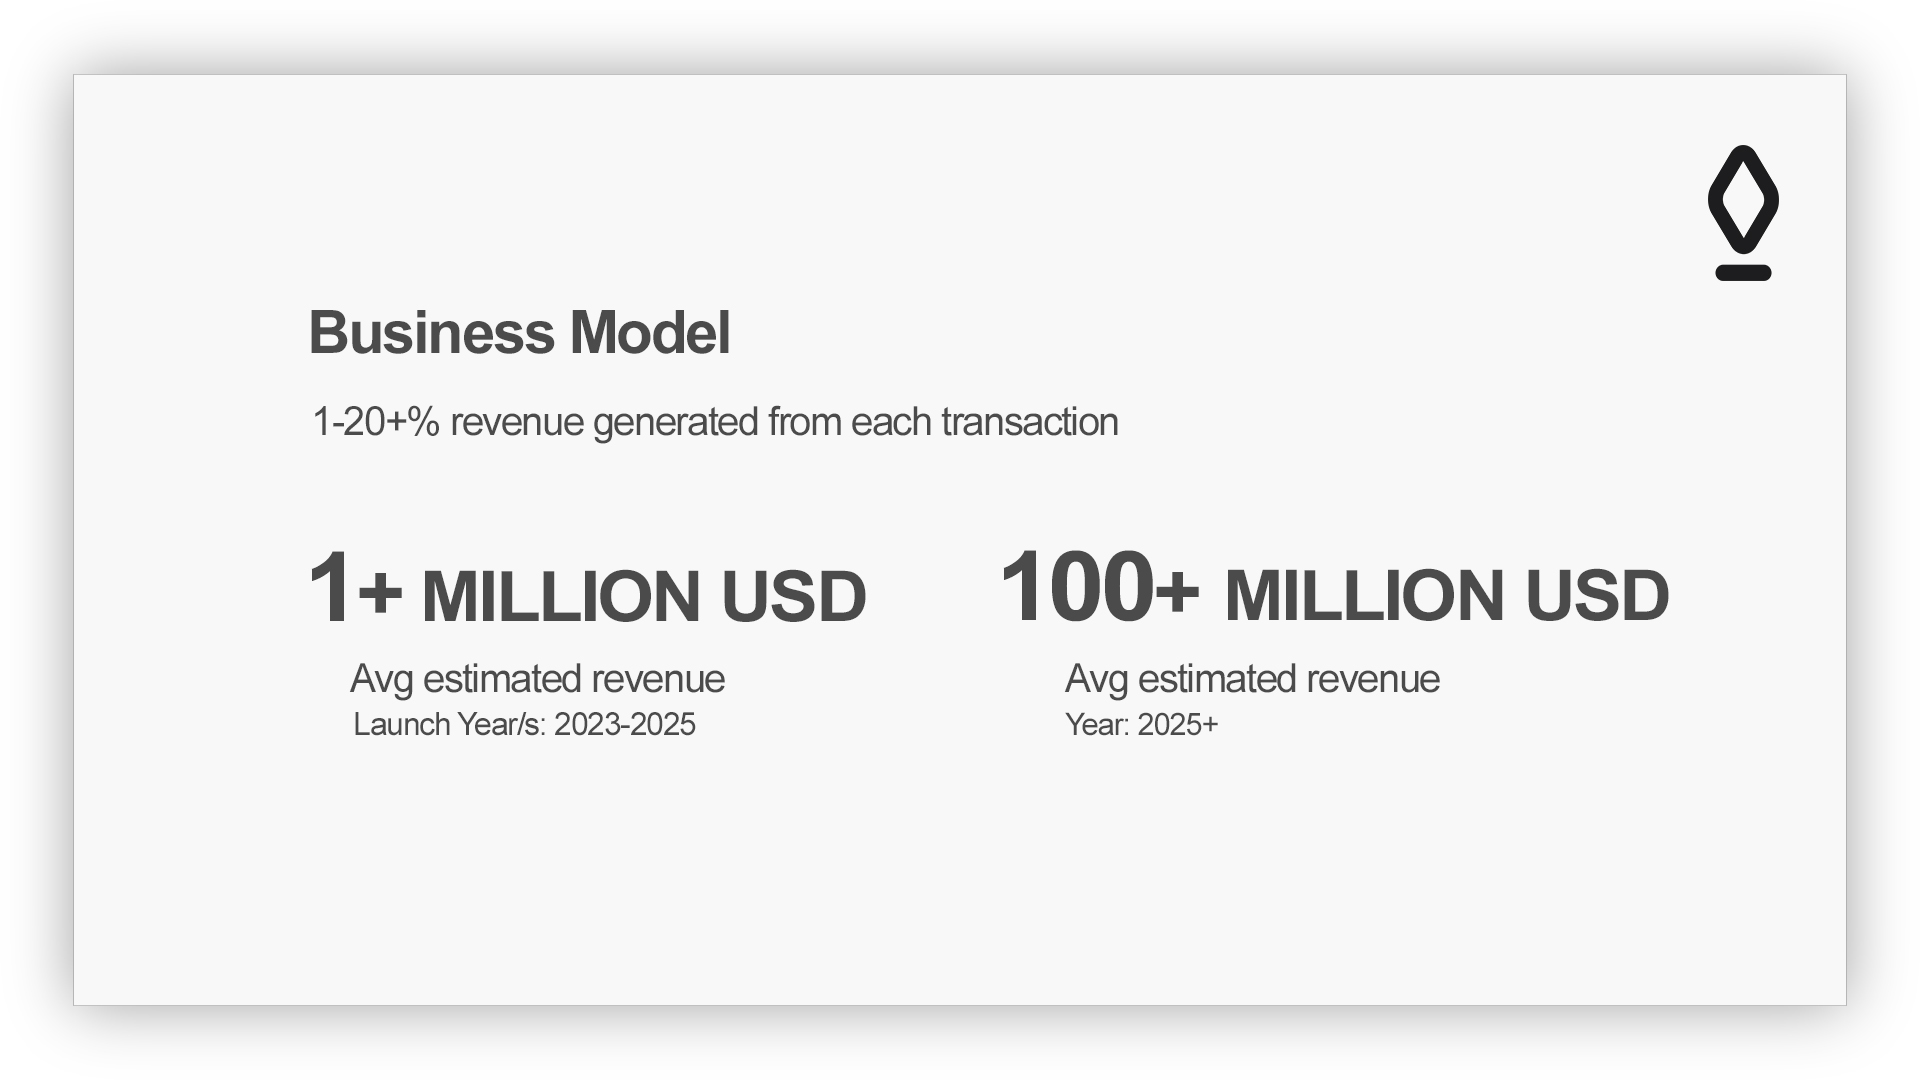 Business Model
1-20+% revenue generated from each transaction
1+ MILLION USD
Avg estimated revenue
Launch Year/s: 2023-2025
100+ MILLION USD
Avg estimated revenue
Year: 2025+